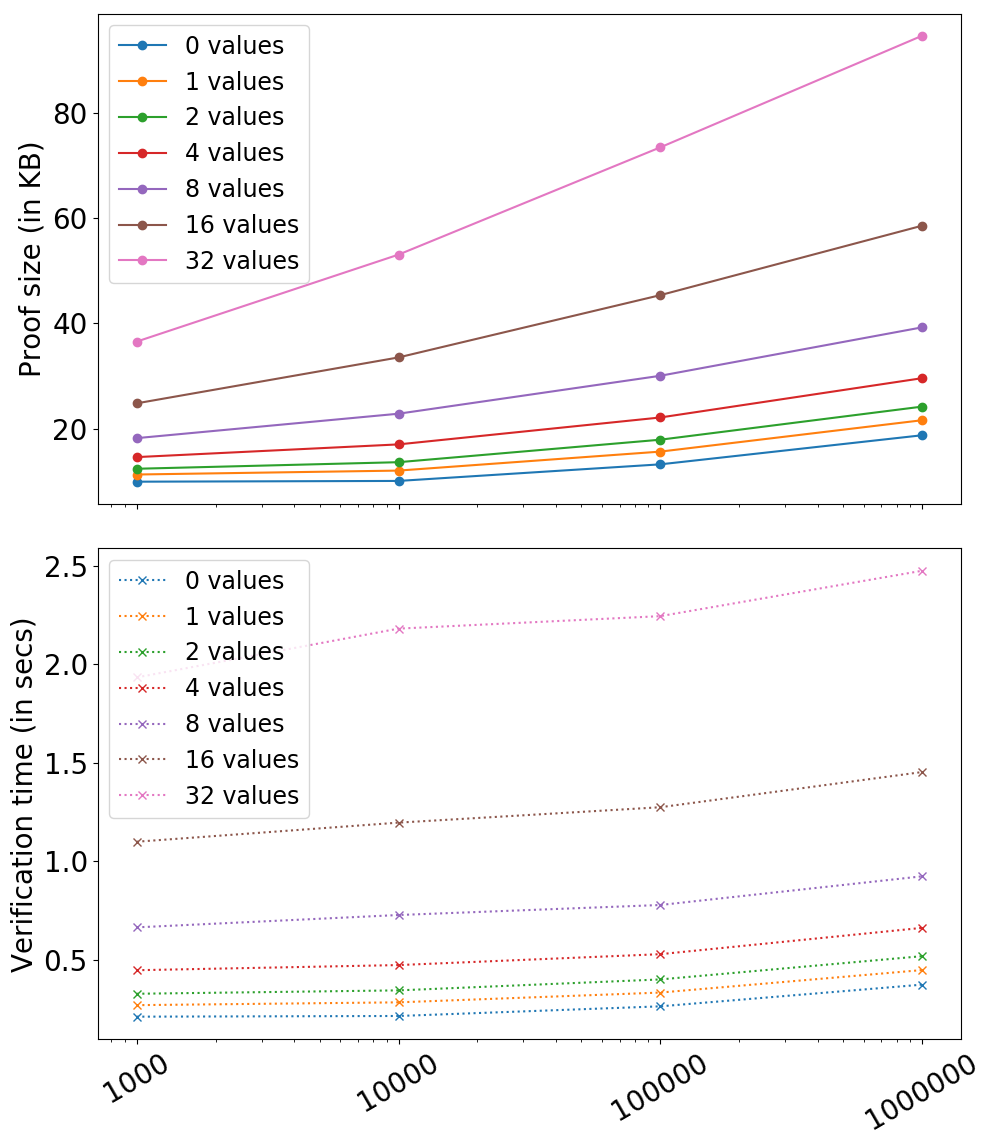 Proof size (in KB)
80
60
40
20
0 values
1 values
2 values
4 values
8 values
16 values
32 values
Verification time (in secs)
2.5
2.0
1.5
1.0
0.5
0 values
1 values
2 values
4 values
8 values
16 values
32 values
1000
10000
100000
1000000